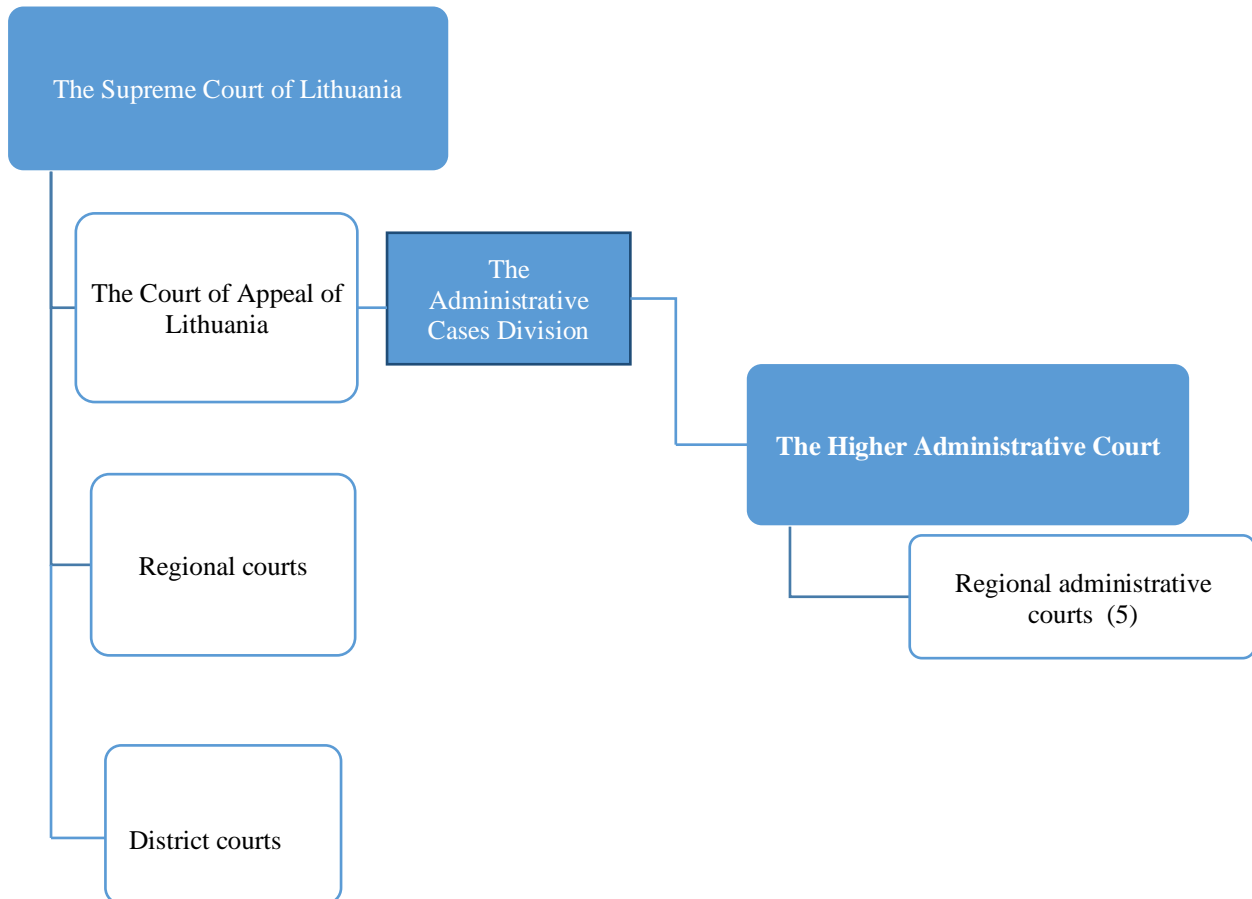 The Supreme Court of Lithuania
The Court of Appeal of
Lithuania
The
Administrative
Cases Division
The Higher Administrative Court
Regional courts
Regional administrative
courts (5)
District courts